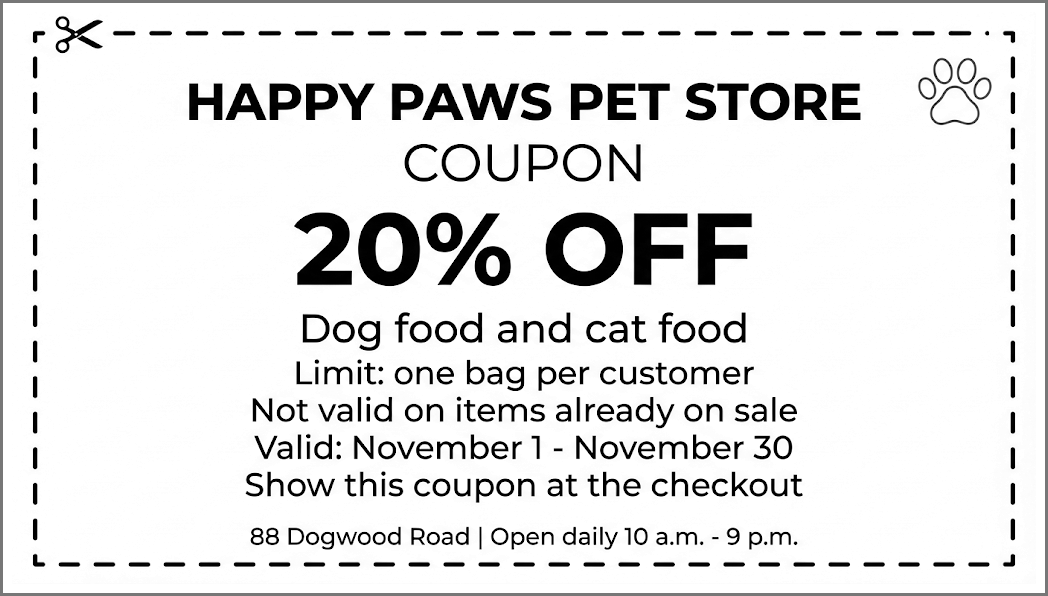 HAPPY PAWS PET STORE
COUPON
20% OFF
Dog food and cat food
Limit: one bag per customer
Not valid on items already on sale
Valid: November 1 - November 30
Show this coupon at the checkout
88 Dogwood Road | Open daily 10 a.m. - 9 p.m.